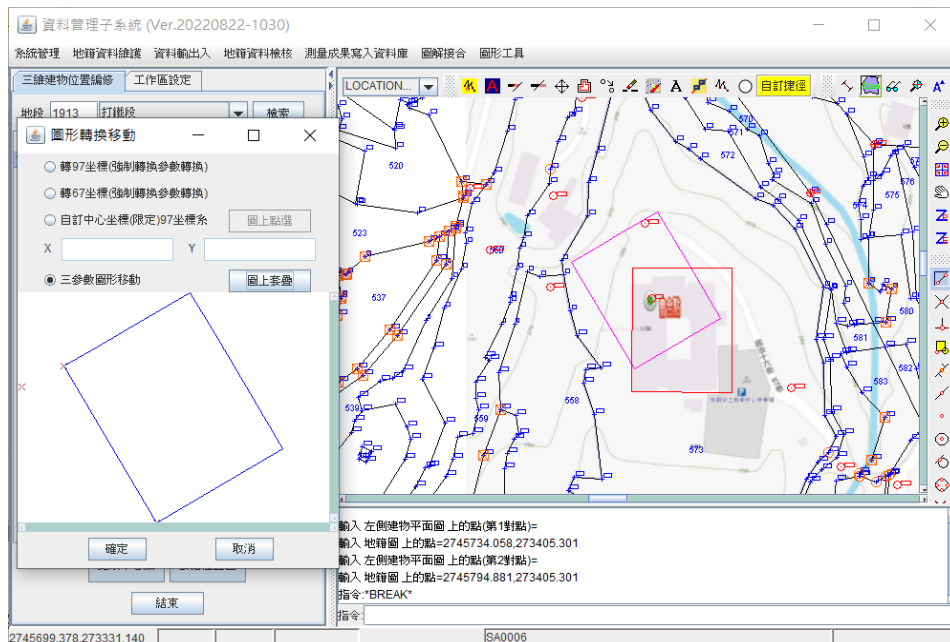 資料管理子系統 (Ver.20220822-1030)
系統管理 地籍資料維護 資料輸出入 地籍資料檢核 測量成果寫入資料庫 圖解接合 圖形工具
三維建物位置編修 工作區設定
LOCATION... 自訂捷徑
地段 1913 打鐵段 檢索
圖形轉換移動
轉97坐標(強制轉換參數轉換)
轉67坐標(強制轉換參數轉換)
自訂中心坐標(限定)97坐標系 圖上點選
X Y
三參數圖形移動 圖上套疊
確定 取消
結束
520
523
537
539
559
560
558
570
571
572
573
575
576
580
581
582
583
輸入 左側建物平面圖 上的點(第1對點)=
輸入 地籍圖 上的點=2745734.058,273405.301
輸入 左側建物平面圖 上的點(第2對點)=
輸入 地籍圖 上的點=2745794.881,273405.301
指令:*BREAK*
指令:
2745699.378,273331.140 SA0006